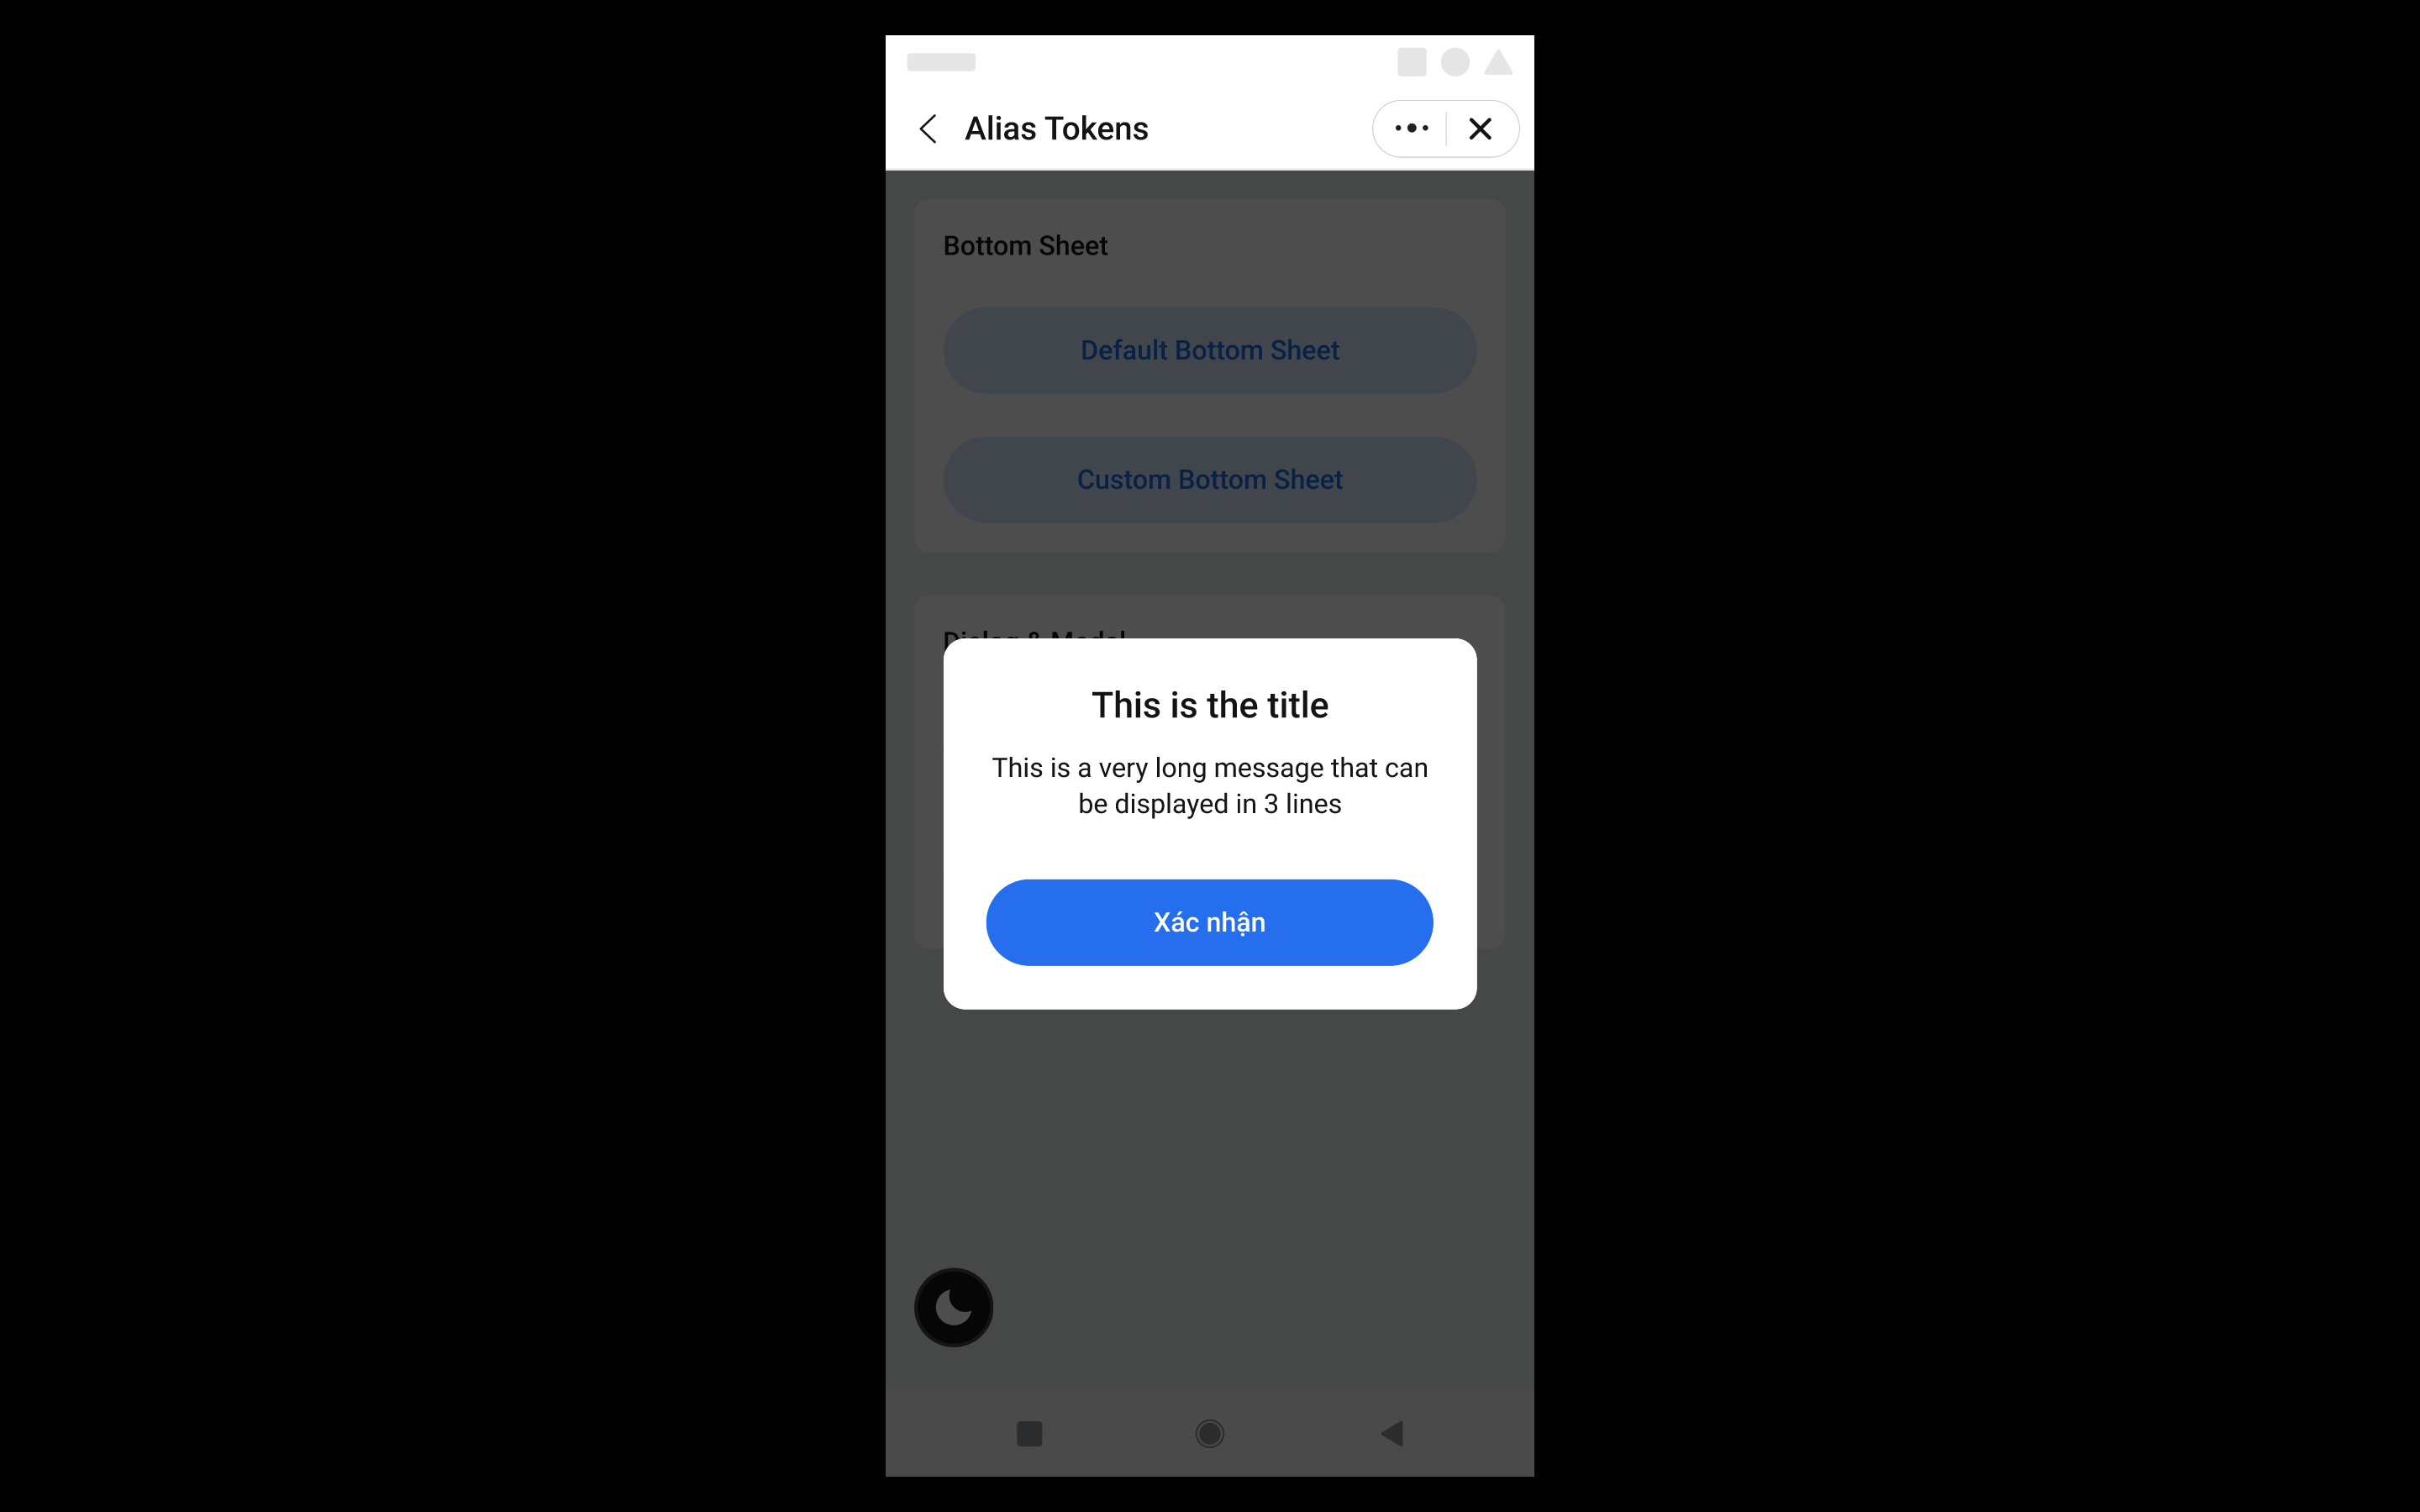 Alias Tokens
Bottom Sheet
Default Bottom Sheet
Custom Bottom Sheet
Dialog & Modal
This is the title
This is a very long message that can
be displayed in 3 lines
Xác nhận